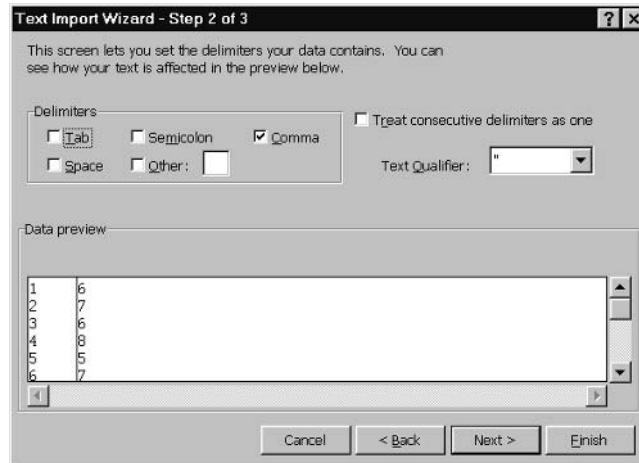 Text Import Wizard - Step 2 of 3
This screen lets you set the delimiters your data contains. You can
see how your text is affected in the preview below.
Delimiters
Tab Semicolon Comma
Space Other:
Treat consecutive delimiters as one
Text Qualifier: "
Data preview
1 6
2 7
3 6
4 8
5 5
6 7
Cancel < Back Next > Finish